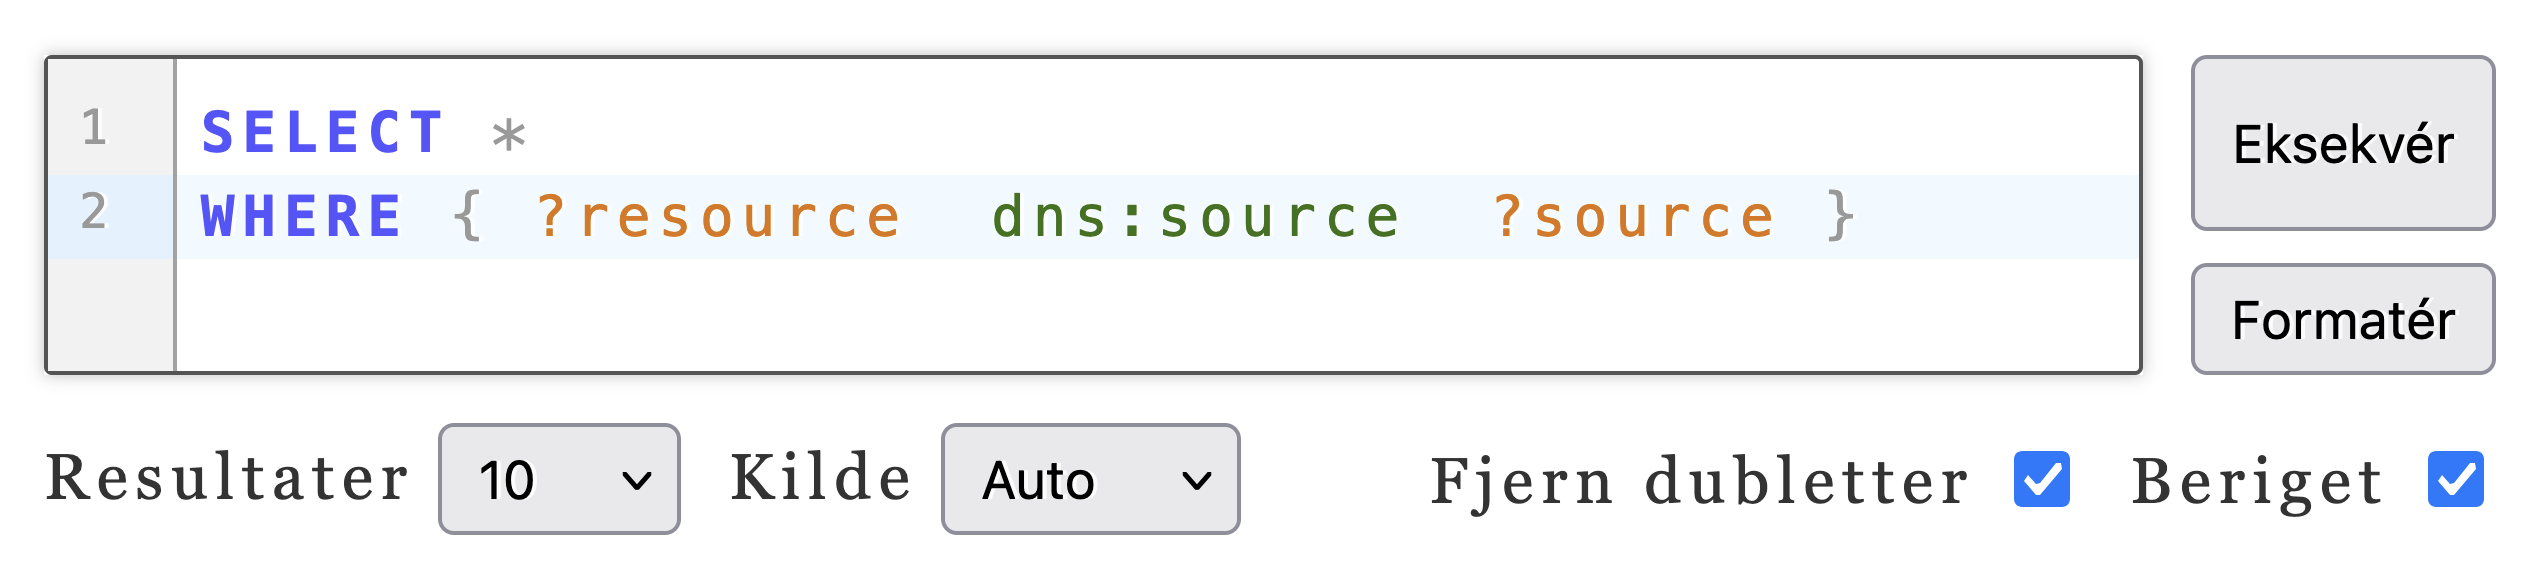 1 SELECT *
2 WHERE { ?resource  dns:source  ?source }
Eksekvér
Formatér
Resultater 10 Kilde Auto Fjern dubletter Beriget